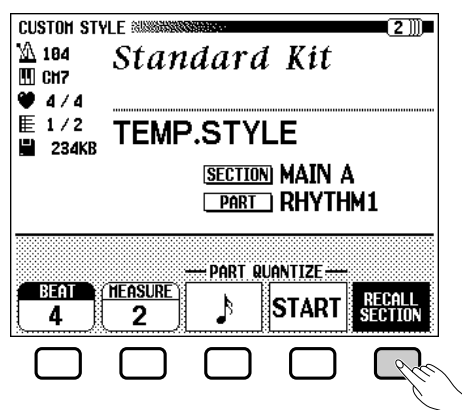 CUSTOM STYLE 2
104 Standard Kit
CM7
4/4
1/2 TEMP.STYLE
234KB
SECTION MAIN A
PART RHYTHM1
PART QUANTIZE
BEAT MEASURE RECALL
4 2 START SECTION